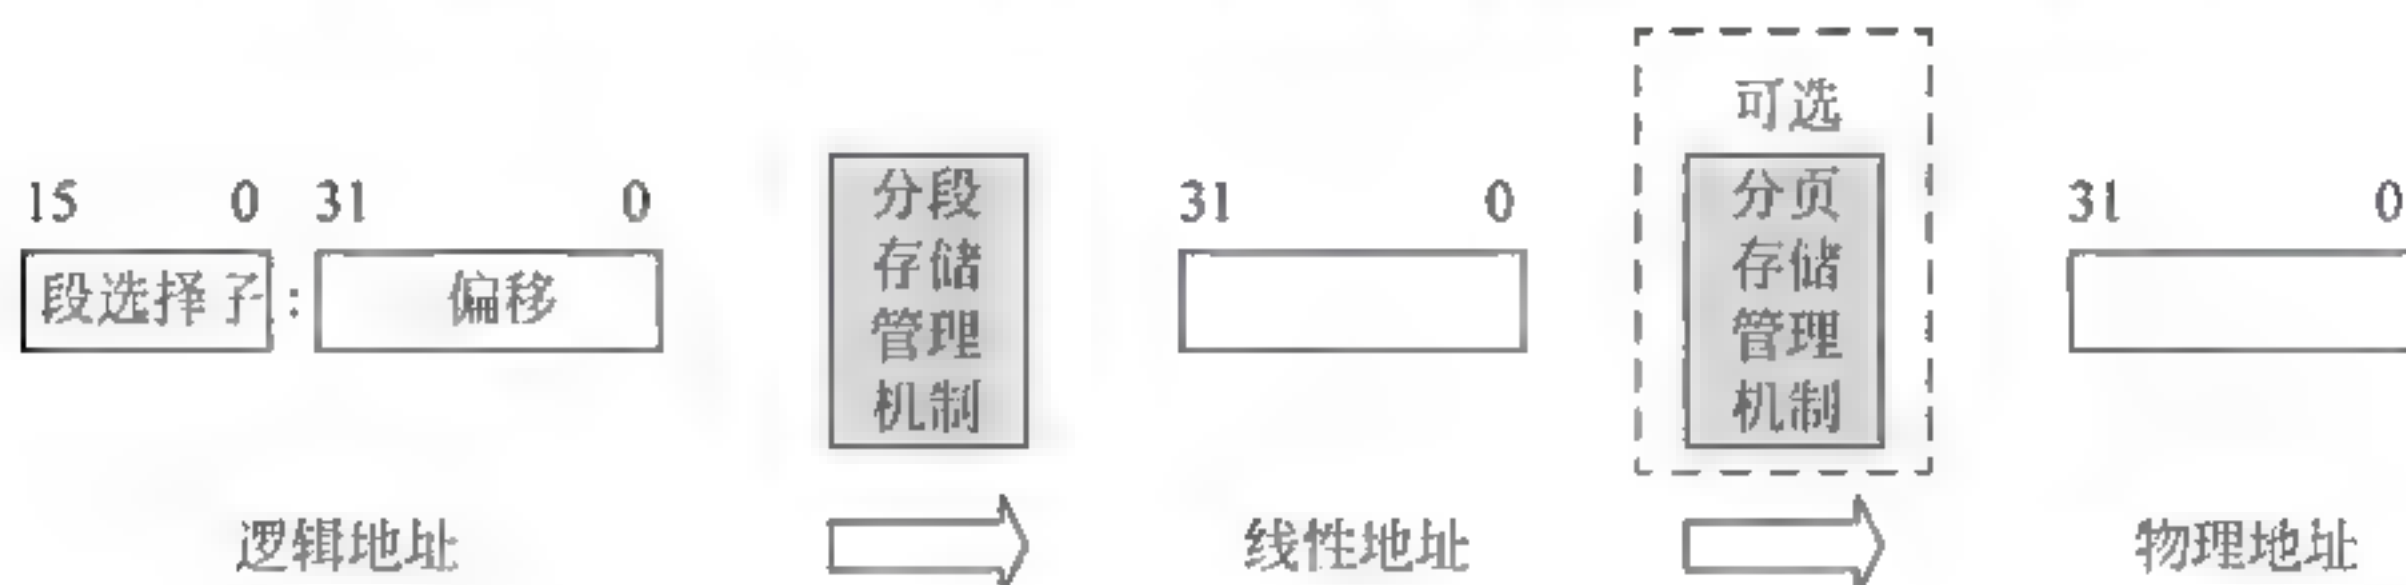 可选
15 0 31 0
段选择子 : 偏移
分段
存储
管理
机制
31 0
分页
存储
管理
机制
31 0
逻辑地址
线性地址
物理地址